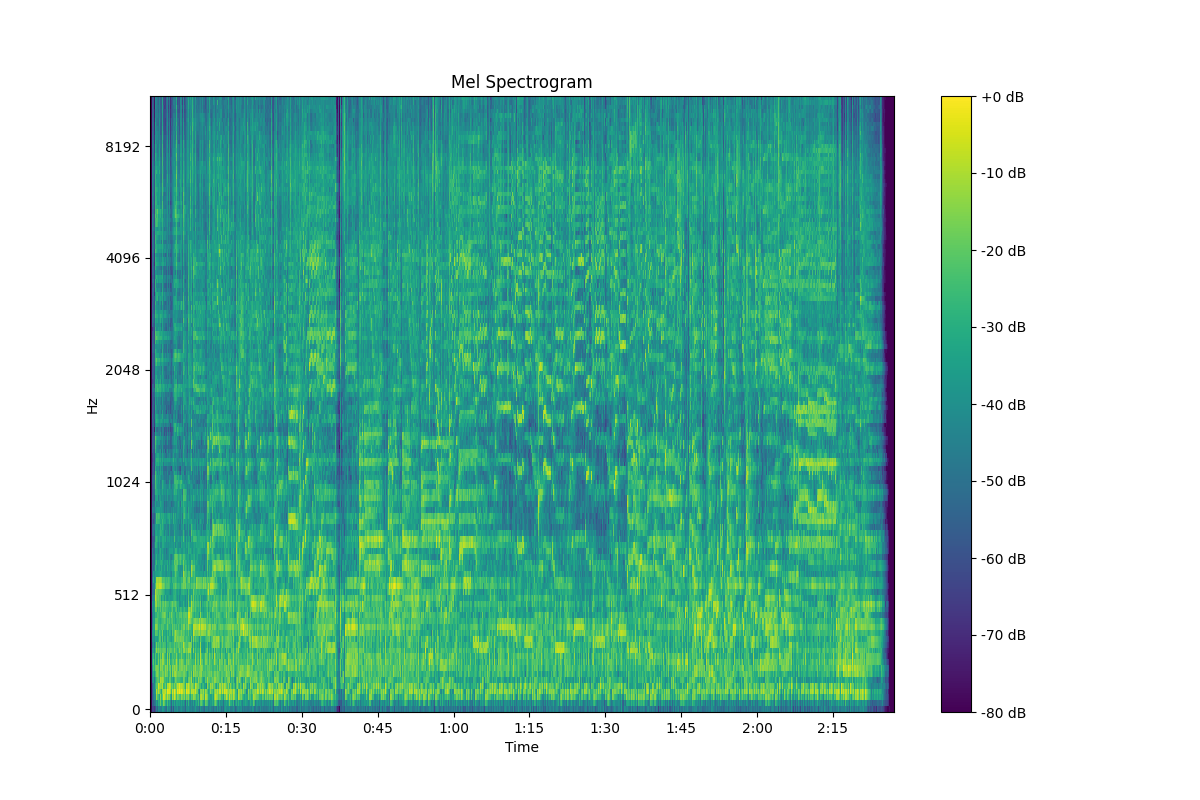 Mel Spectrogram
+0 dB
8192
-10 dB
-20 dB
4096
-30 dB
2048
-40 dB
Hz
1024
-50 dB
-60 dB
512
-70 dB
0
-80 dB
0:00 0:15 0:30 0:45 1:00 1:15 1:30 1:45 2:00 2:15
Time